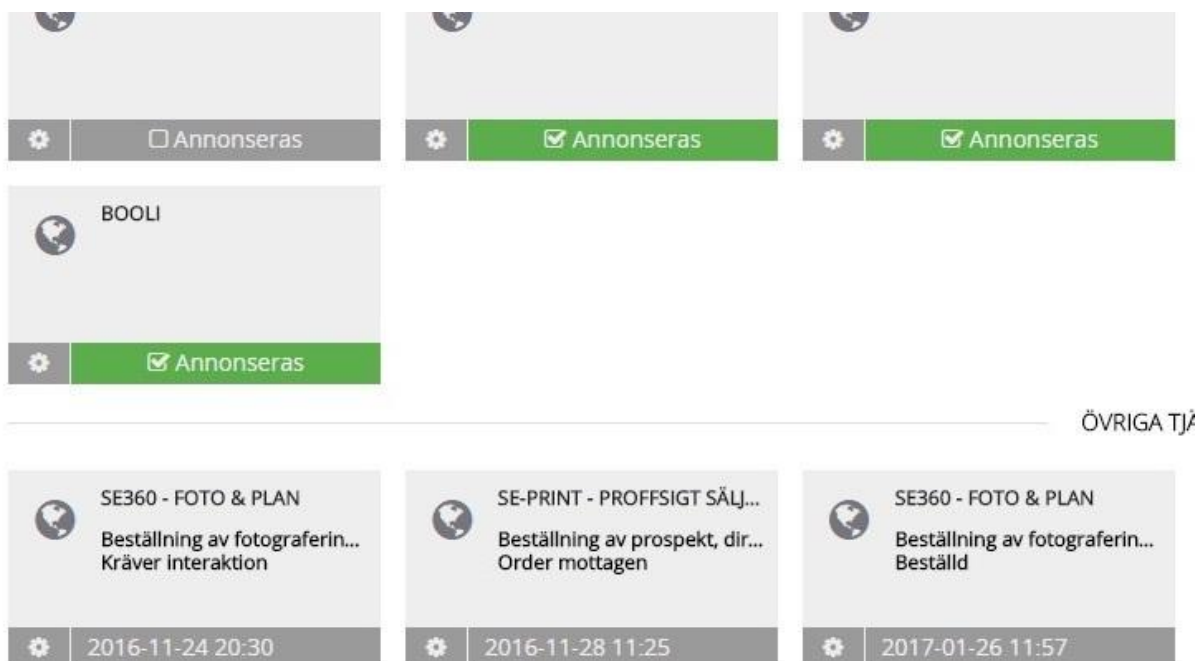 Annonseras
Annonseras
Annonseras
BOOLI
Annonseras
ÖVRIGA TJÄ
SE360 - FOTO & PLAN
Beställning av fotograferin...
Kräver interaktion
2016-11-24 20:30
SE-PRINT - PROFFSIGT SÄLJ...
Beställning av prospekt, dir...
Order mottagen
2016-11-28 11:25
SE360 - FOTO & PLAN
Beställning av fotograferin...
Beställd
2017-01-26 11:57